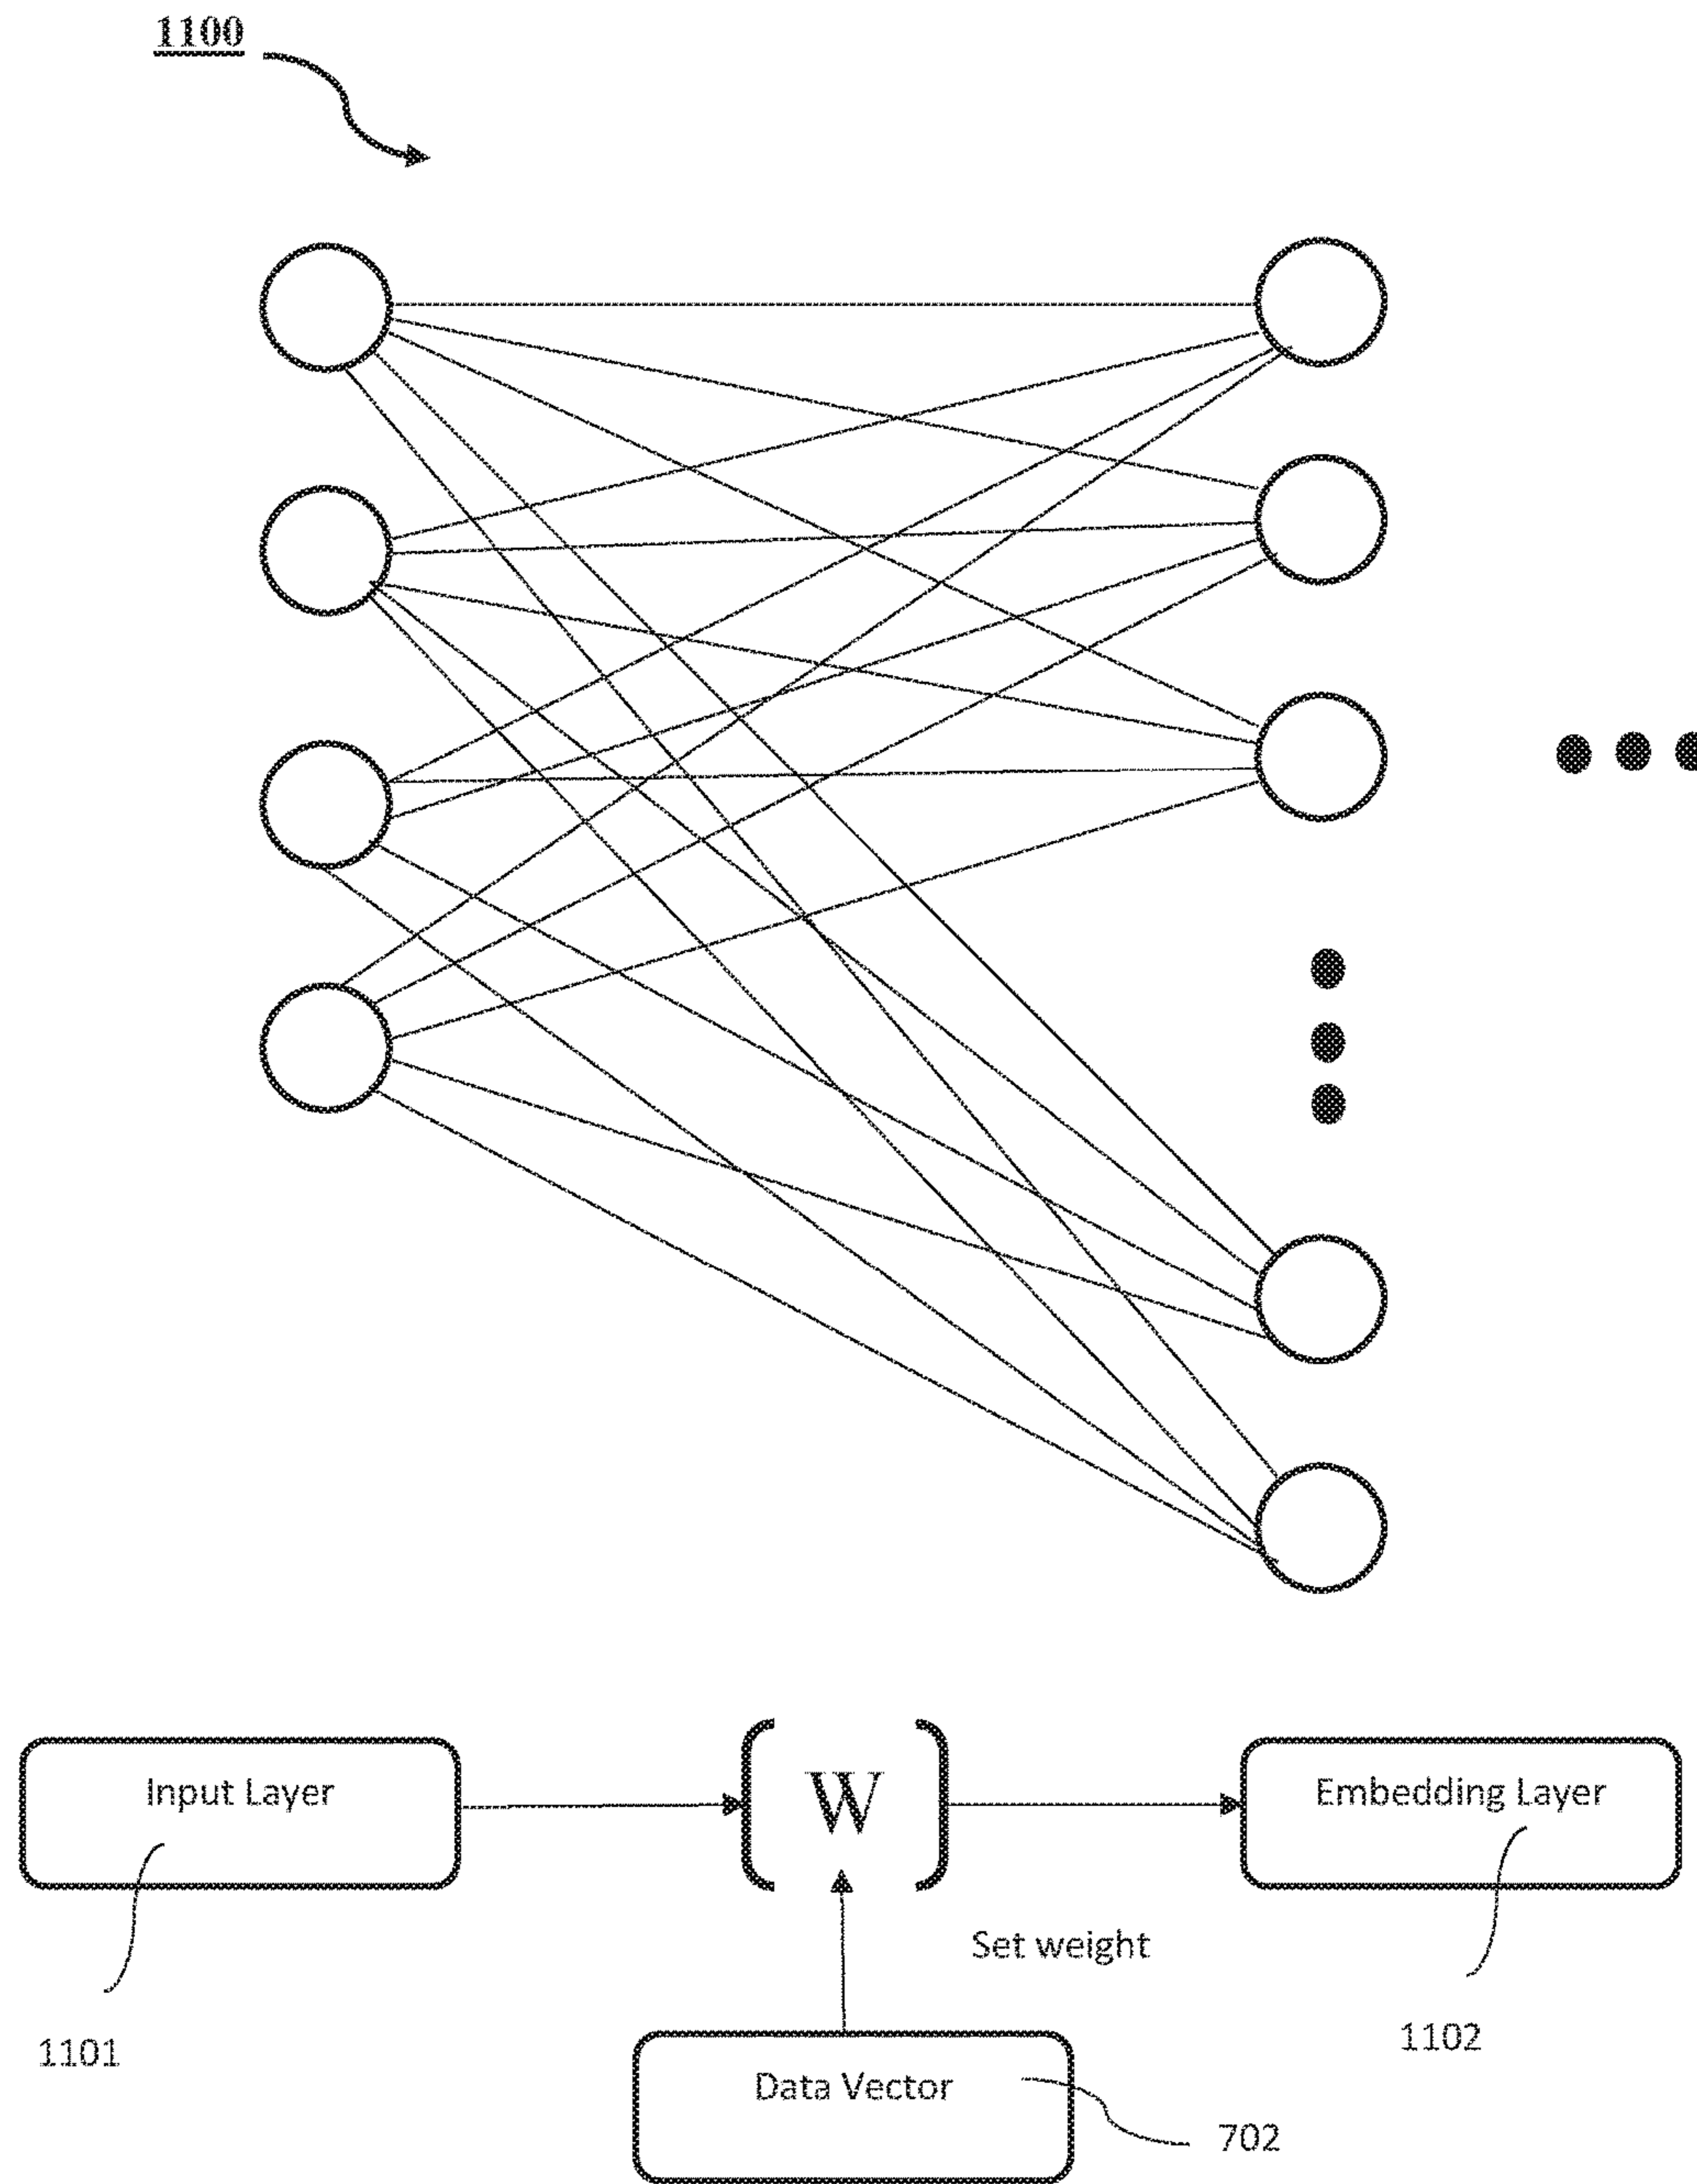 1100
Input Layer
W
Embedding Layer
Set weight
1101
1102
Data Vector
702